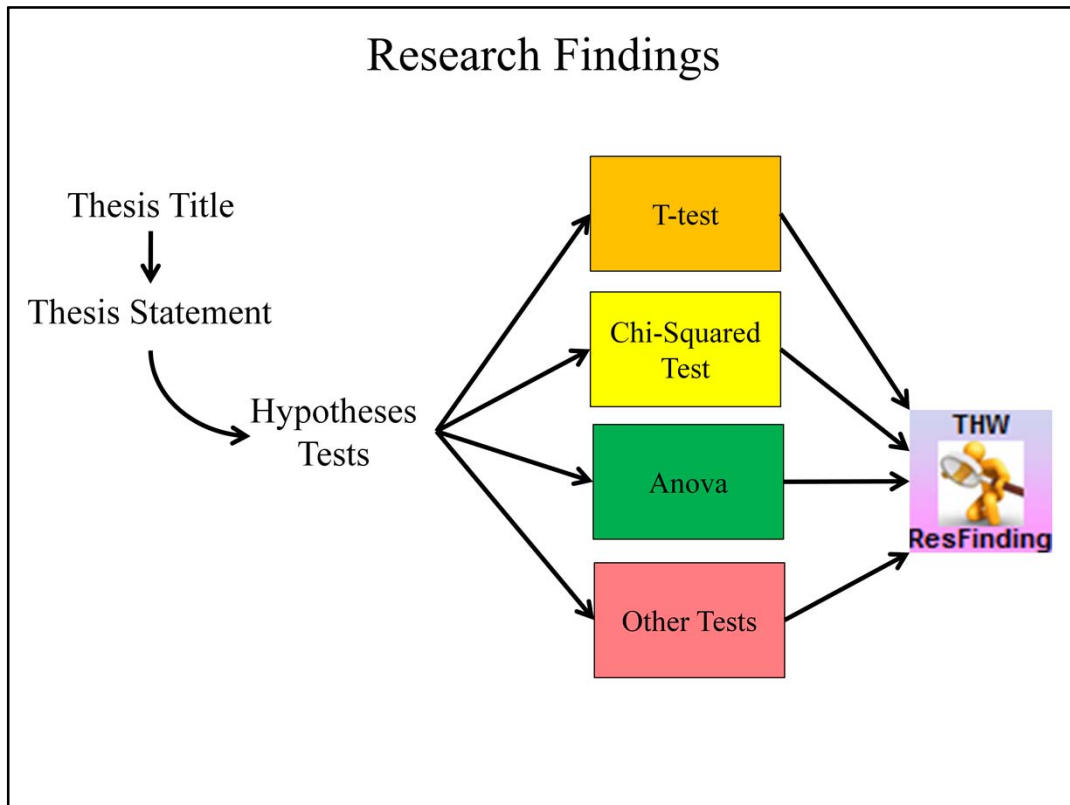 Research Findings
Thesis Title
Thesis Statement
Hypotheses
Tests
T-test
Chi-Squared
Test
Anova
Other Tests
THW
ResFinding